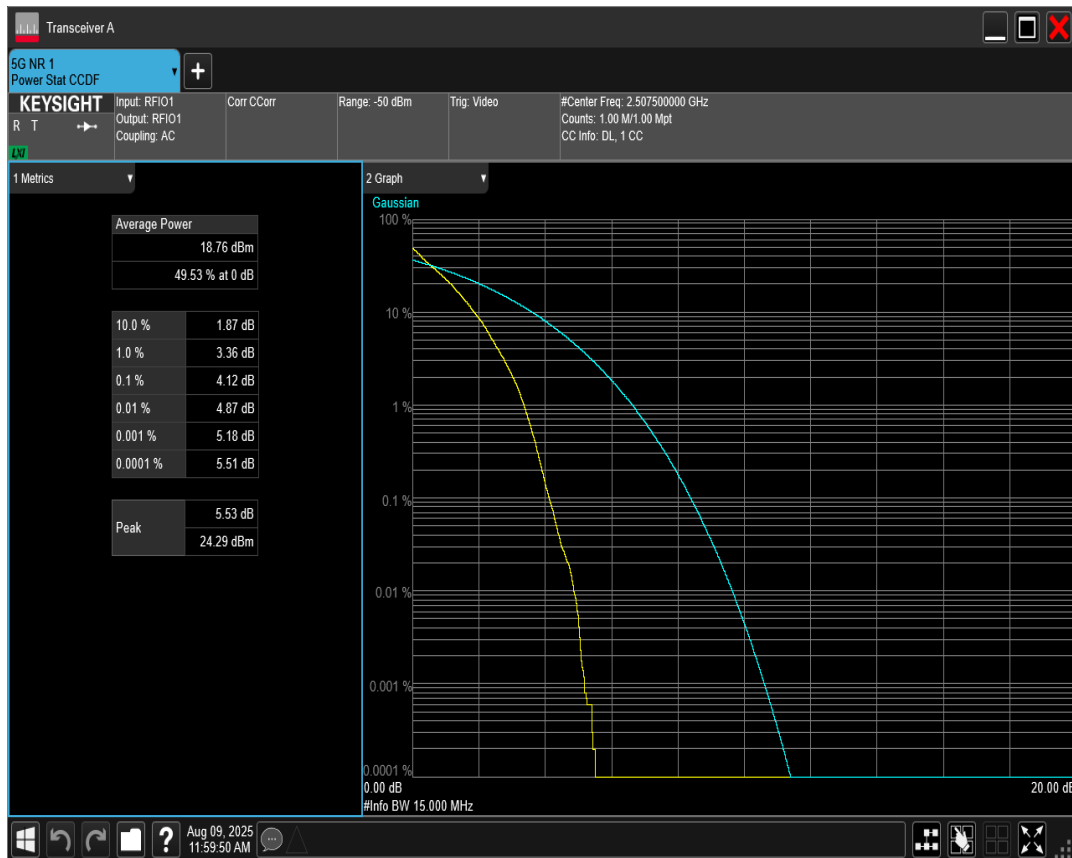 Transceiver A
5G NR 1
Power Stat CCDF
KEYSIGHT
R T
LXI
Input: RFIO1
Output: RFIO1
Coupling: AC
Corr CCorr
Range: -50 dBm
Trig: Video
#Center Freq: 2.507500000 GHz
Counts: 1.00 M/1.00 Mpt
CC Info: DL, 1 CC
1 Metrics
Average Power
18.76 dBm
49.53 % at 0 dB
10.0 % 1.87 dB
1.0 % 3.36 dB
0.1 % 4.12 dB
0.01 % 4.87 dB
0.001 % 5.18 dB
0.0001 % 5.51 dB
Peak
5.53 dB
24.29 dBm
2 Graph
Gaussian
100 %
10 %
1 %
0.1 %
0.01 %
0.001 %
0.0001 %
0.00 dB
20.00 dB
#Info BW 15.000 MHz
?
Aug 09, 2025
11:59:50 AM